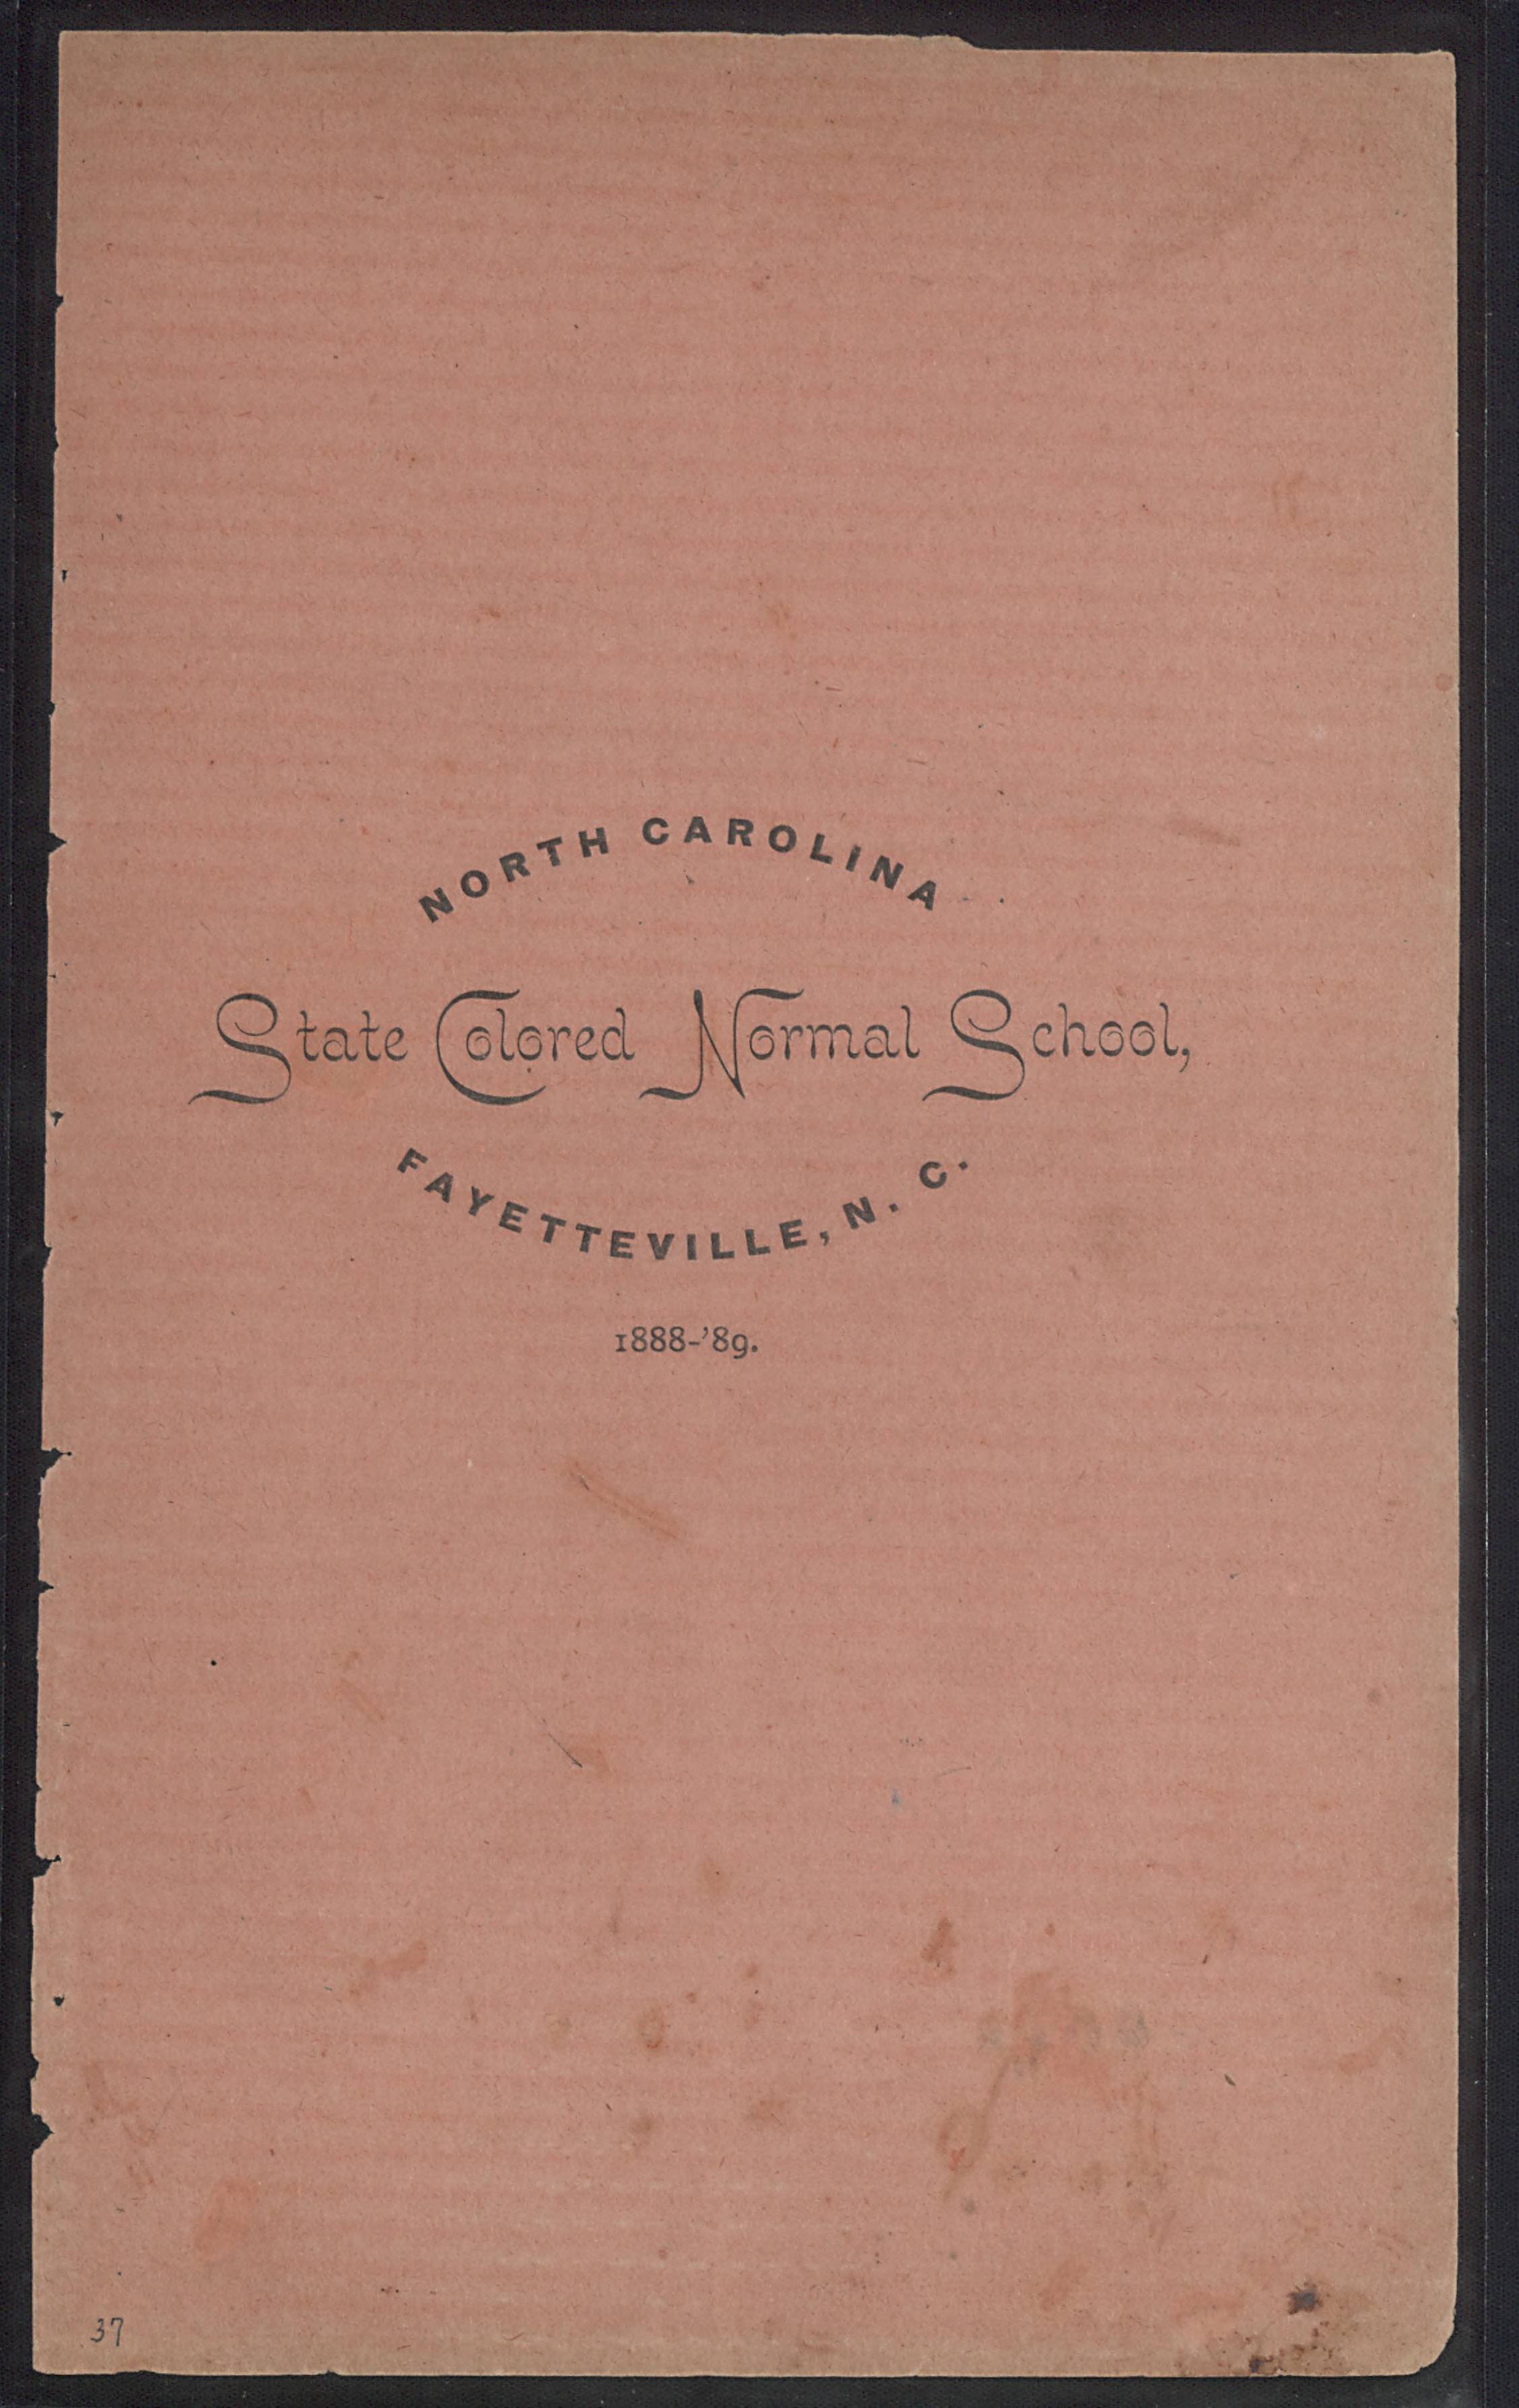 NORTH CAROLINA
State Colored Normal School,
FAYETTEVILLE, N. C.
1888-'89.
37